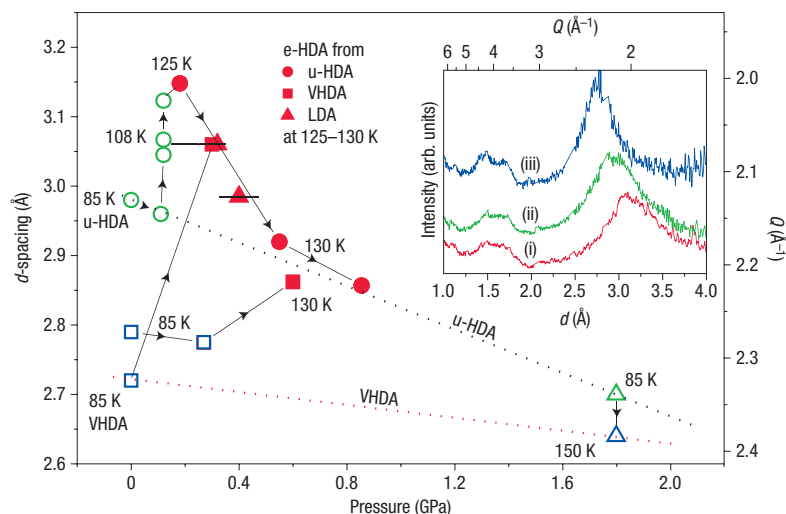 Q (Å–1)
6 5 4 3 2
3.2
3.1
3.0
2.9
2.8
2.7
2.6
d-spacing (Å)
0 0.4 0.8 1.2 1.6 2.0
Pressure (GPa)
2.0
2.1
2.2
2.3
2.4
Q (Å–1)
125 K
108 K
85 K
u-HDA
e-HDA from
u-HDA
VHDA
LDA
at 125–130 K
130 K
130 K
85 K
85 K
VHDA
u-HDA
VHDA
85 K
150 K
Intensity (arb. units)
(iii)
(ii)
(i)
1.0 1.5 2.0 2.5 3.0 3.5 4.0
d (Å)